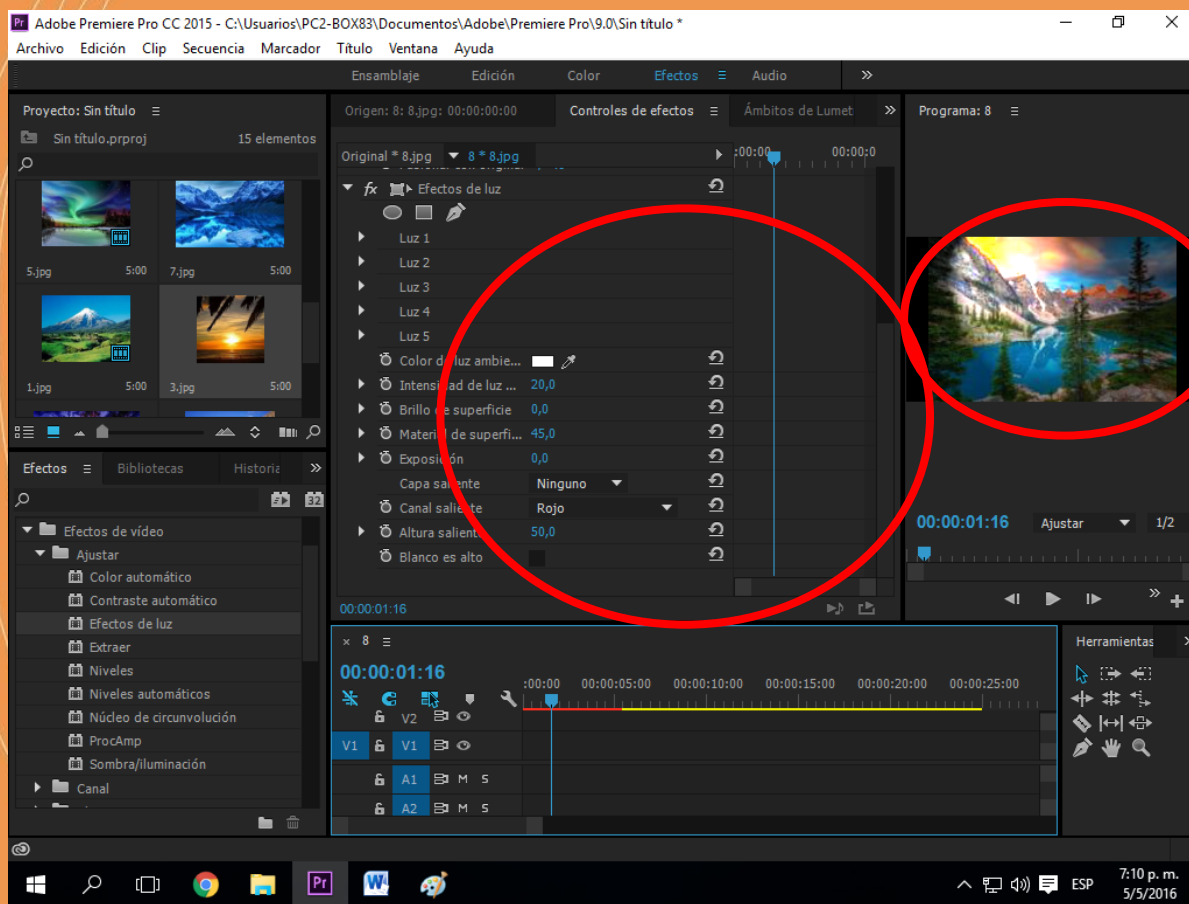 Pr Adobe Premiere Pro CC 2015 - C:\Usuarios\PC2-BOX83\Documentos\Adobe\Premiere Pro\9.0\Sin título *
Archivo Edición Clip Secuencia Marcador Título Ventana Ayuda
Ensamblaje Edición Color Efectos Audio
Proyecto: Sin título
Sin título.prproj 15 elementos
5.jpg 5:00 7.jpg 5:00
1.jpg 5:00 3.jpg 5:00
Efectos Bibliotecas Historia
32
Efectos de vídeo
Ajustar
Color automático
Contraste automático
Efectos de luz
Extraer
Niveles
Niveles automáticos
Núcleo de circunvolución
ProcAmp
Sombra/iluminación
Canal
Origen: 8: 8.jpg: 00:00:00:00 Controles de efectos Ámbitos de Lumet
Original * 8.jpg 8 * 8.jpg :00:00 00:00:0
fx Efectos de luz
Luz 1
Luz 2
Luz 3
Luz 4
Luz 5
Color de luz ambie...
Intensidad de luz ... 20,0
Brillo de superficie 0,0
Material de superfi... 45,0
Exposición 0,0
Capa saliente Ninguno
Canal saliente Rojo
Altura saliente 50,0
Blanco es alto
00:00:01:16
Programa: 8
00:00:01:16 Ajustar 1/2
8
00:00:01:16
:00:00 00:00:05:00 00:00:10:00 00:00:15:00 00:00:20:00 00:00:25:00
V2
V1 V1
A1 M S
A2 M S
Herramientas
Pr
W
ESP
7:10 p. m.
5/5/2016